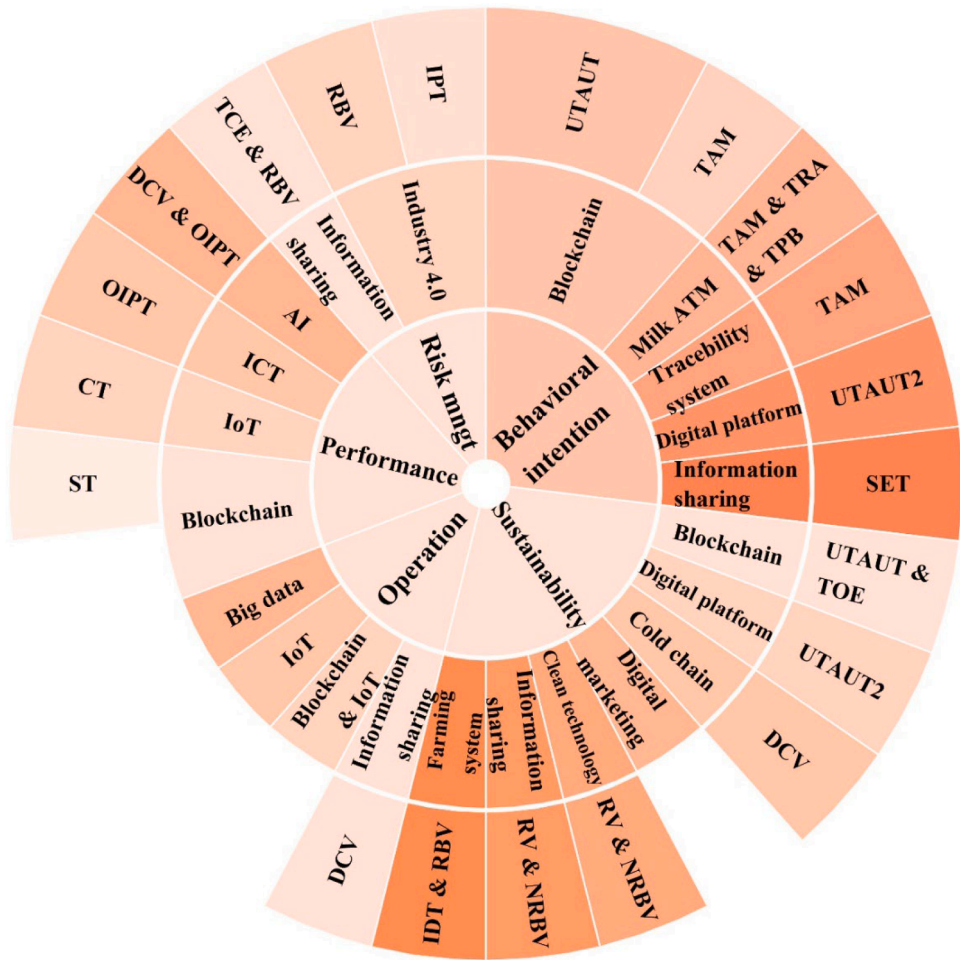 UTAUT
TAM
TAM & TRA
& TPB
TAM
UTAUT2
SET
UTAUT &
TOE
UTAUT2
DCV
RV & NRBV
RV & NRBV
IDT & RBV
DCV
ST
CT
OIPT
DCV & OIPT
TCE & RBV
RBV
IPT
Blockchain
Milk ATM
Tracebility
system
Digital platform
Information
sharing
Blockchain
Digital platform
Cold chain
Digital
marketing
Clean technology
Information
sharing
Farming
system
Information
sharing
Blockchain
& IoT
IoT
Big data
Blockchain
IoT
ICT
AI
Information
sharing
Industry 4.0
Behavioral
intention
Sustainability
Operation
Performance
Risk mngt